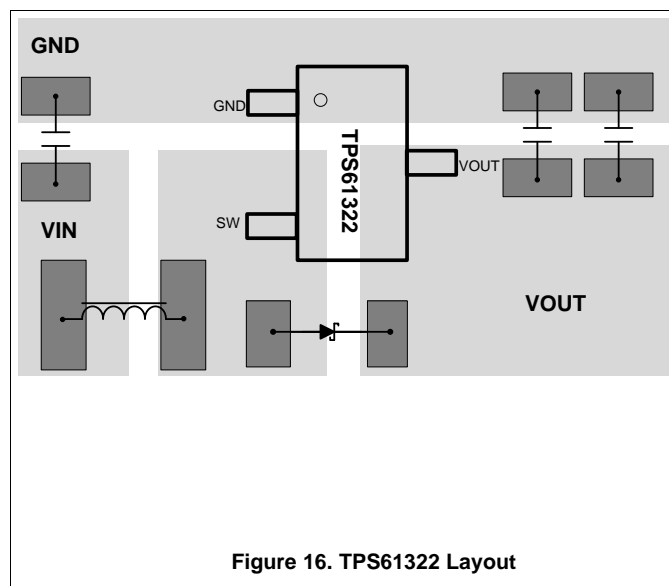 GND
GND
TPS61322
VOUT
SW
VIN
VOUT
Figure 16. TPS61322 Layout